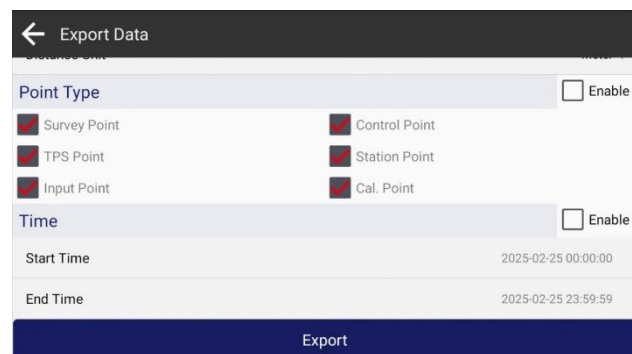 Export Data
Point Type Enable
Survey Point Control Point
TPS Point Station Point
Input Point Cal. Point
Time Enable
Start Time 2025-02-25 00:00:00
End Time 2025-02-25 23:59:59
Export